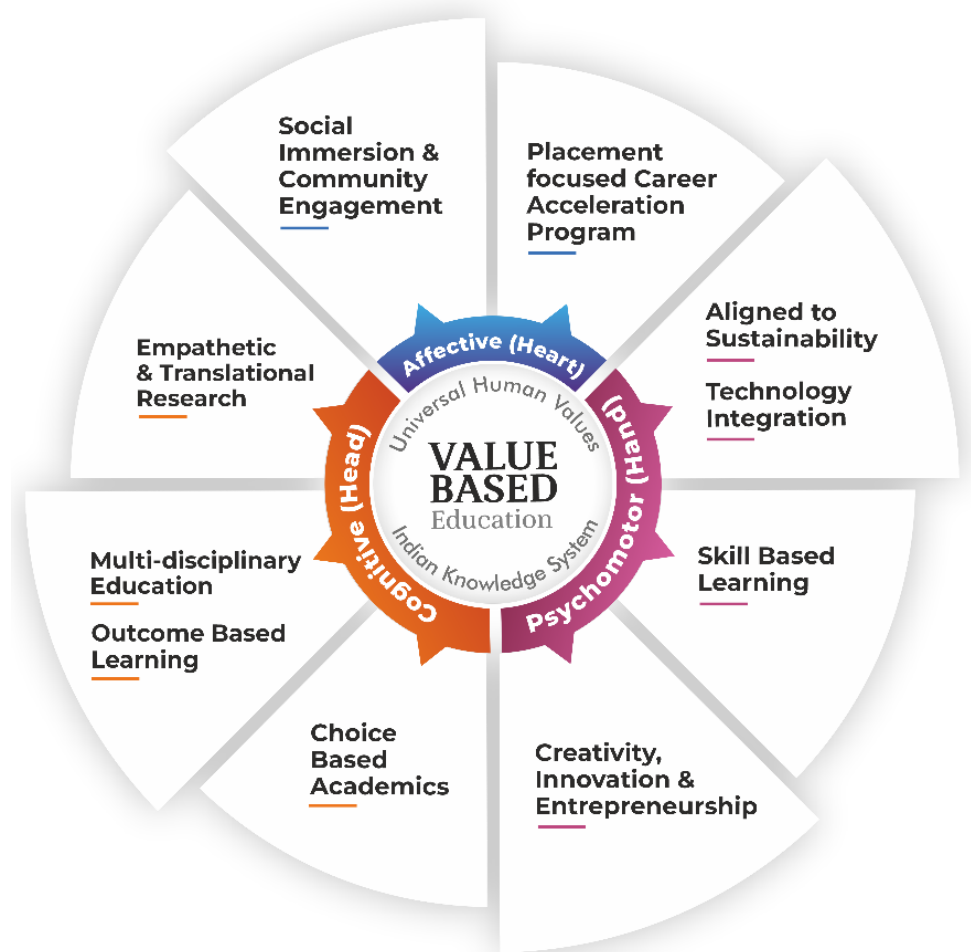 Social
Immersion &
Community
Engagement
Placement
focused Career
Acceleration
Program
Aligned to
Sustainability
Technology
Integration
Skill Based
Learning
Creativity,
Innovation &
Entrepreneurship
Choice
Based
Academics
Multi-disciplinary
Education
Outcome Based
Learning
Empathetic
& Translational
Research
Affective (Heart)
Psychomotor (Hand)
Cognitive (Head)
Universal Human Values
VALUE
BASED
Education
Indian Knowledge System